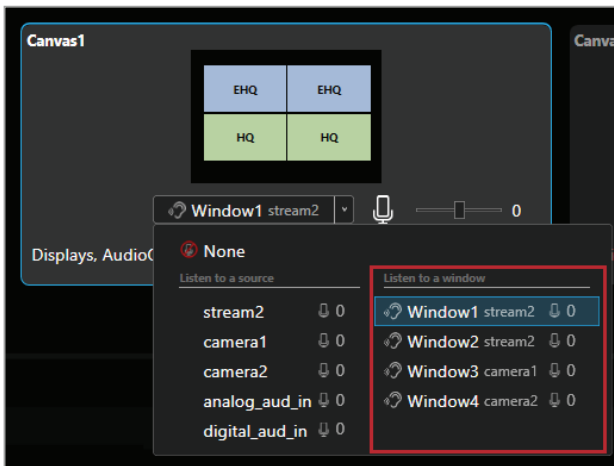 Canvas1
Canva
EHQ EHQ
HQ HQ
Window1 stream2
0
Displays, Audio
None
Listen to a source
stream2 0
camera1 0
camera2 0
analog_aud_in 0
digital_aud_in 0
Listen to a window
Window1 stream2 0
Window2 stream2 0
Window3 camera1 0
Window4 camera2 0